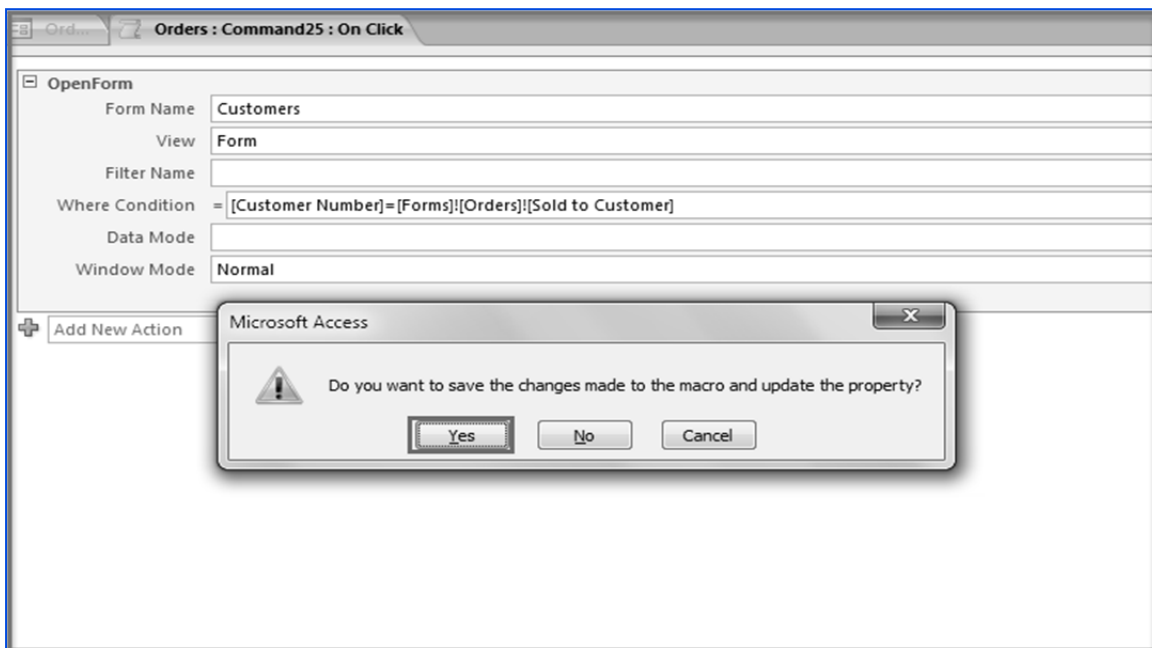 Ord... Orders : Command25 : On Click
OpenForm
Form Name Customers
View Form
Filter Name
Where Condition = [Customer Number]=[Forms]![Orders]![Sold to Customer]
Data Mode
Window Mode Normal
Add New Action
Microsoft Access
Do you want to save the changes made to the macro and update the property?
Yes No Cancel